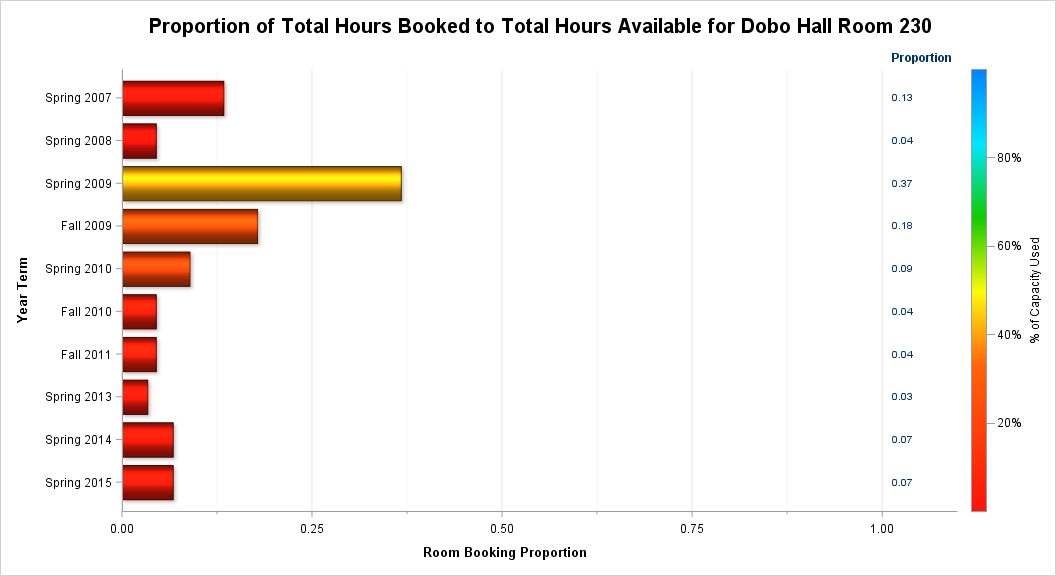 Proportion of Total Hours Booked to Total Hours Available for Dobo Hall Room 230
Proportion
Spring 2007 0.13
Spring 2008 0.04
Spring 2009 0.37
Fall 2009 0.18
Spring 2010 0.09
Fall 2010 0.04
Fall 2011 0.04
Spring 2013 0.03
Spring 2014 0.07
Spring 2015 0.07
Year Term
0.00 0.25 0.50 0.75 1.00
Room Booking Proportion
80%
60%
40%
20%
% of Capacity Used